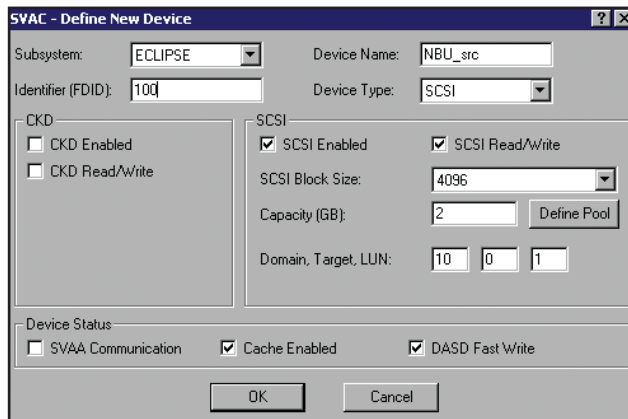 SVAC - Define New Device
Subsystem: ECLIPSE Device Name: NBU_src
Identifier (FDID): 100 Device Type: SCSI
CKD
CKD Enabled
CKD Read/Write
SCSI
SCSI Enabled SCSI Read/Write
SCSI Block Size: 4096
Capacity (GB): 2 Define Pool
Domain, Target, LUN: 10 0 1
Device Status
SVAA Communication Cache Enabled DASD Fast Write
OK Cancel